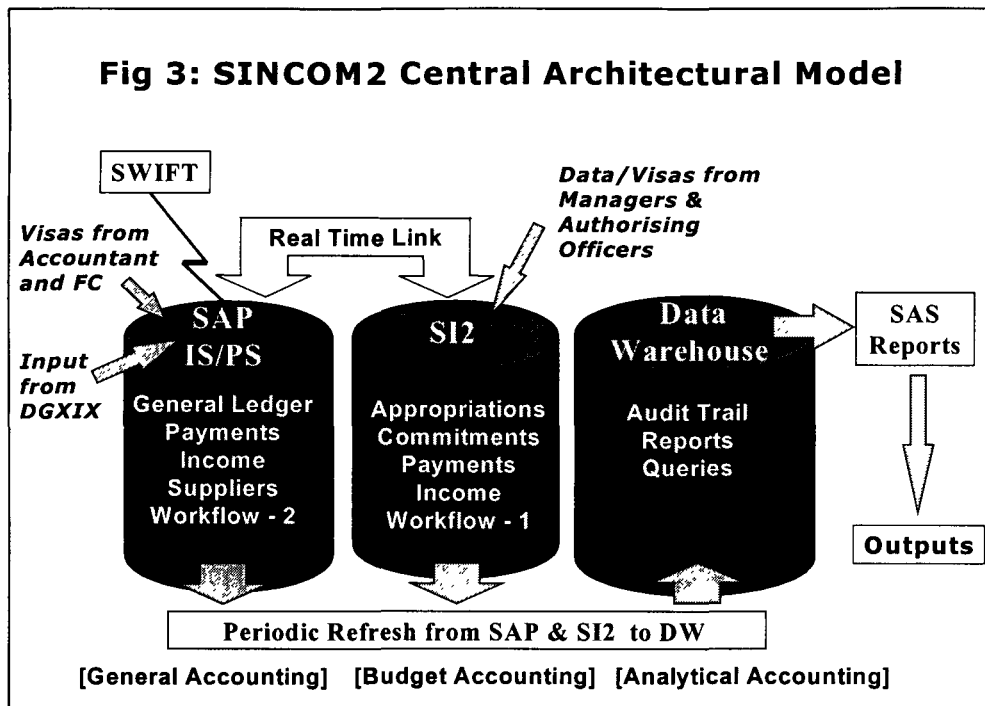 Fig 3: SINCOM2 Central Architectural Model
SWIFT
Data/Visas from
Managers &
Authorising
Officers
Visas from
Accountant
and FC
Real Time Link
Input
from
DGXIX
SAP
IS/PS
General Ledger
Payments
Income
Suppliers
Workflow - 2
SI2
Appropriations
Commitments
Payments
Income
Workflow - 1
Data
Warehouse
Audit Trail
Reports
Queries
SAS
Reports
Outputs
Periodic Refresh from SAP & SI2 to DW
[General Accounting] [Budget Accounting] [Analytical Accounting]